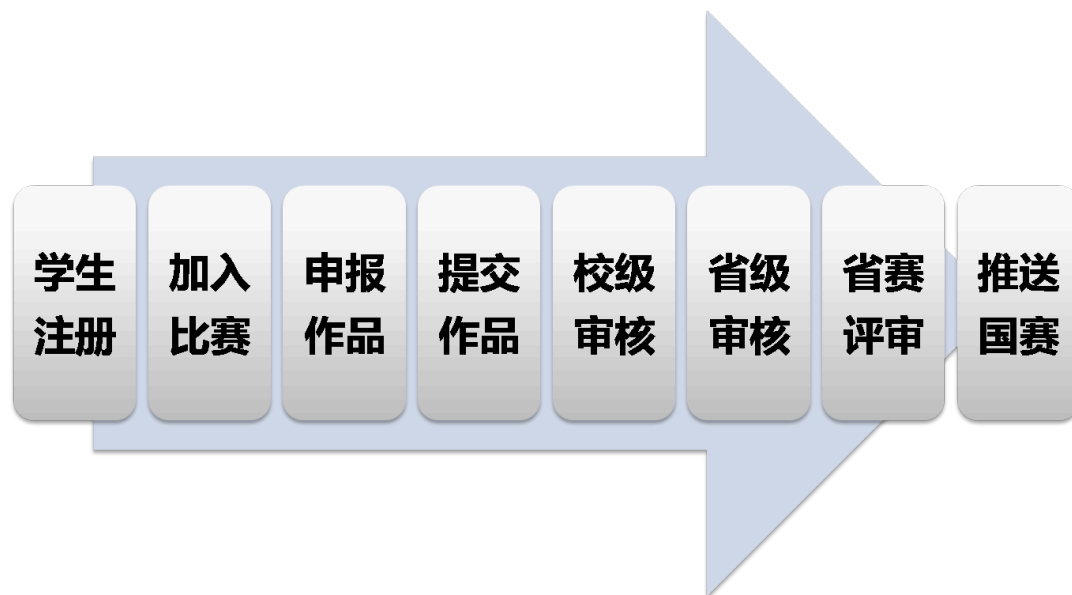 学生
注册
加入
比赛
申报
作品
提交
作品
校级
审核
省级
审核
省赛
评审
推送
国赛